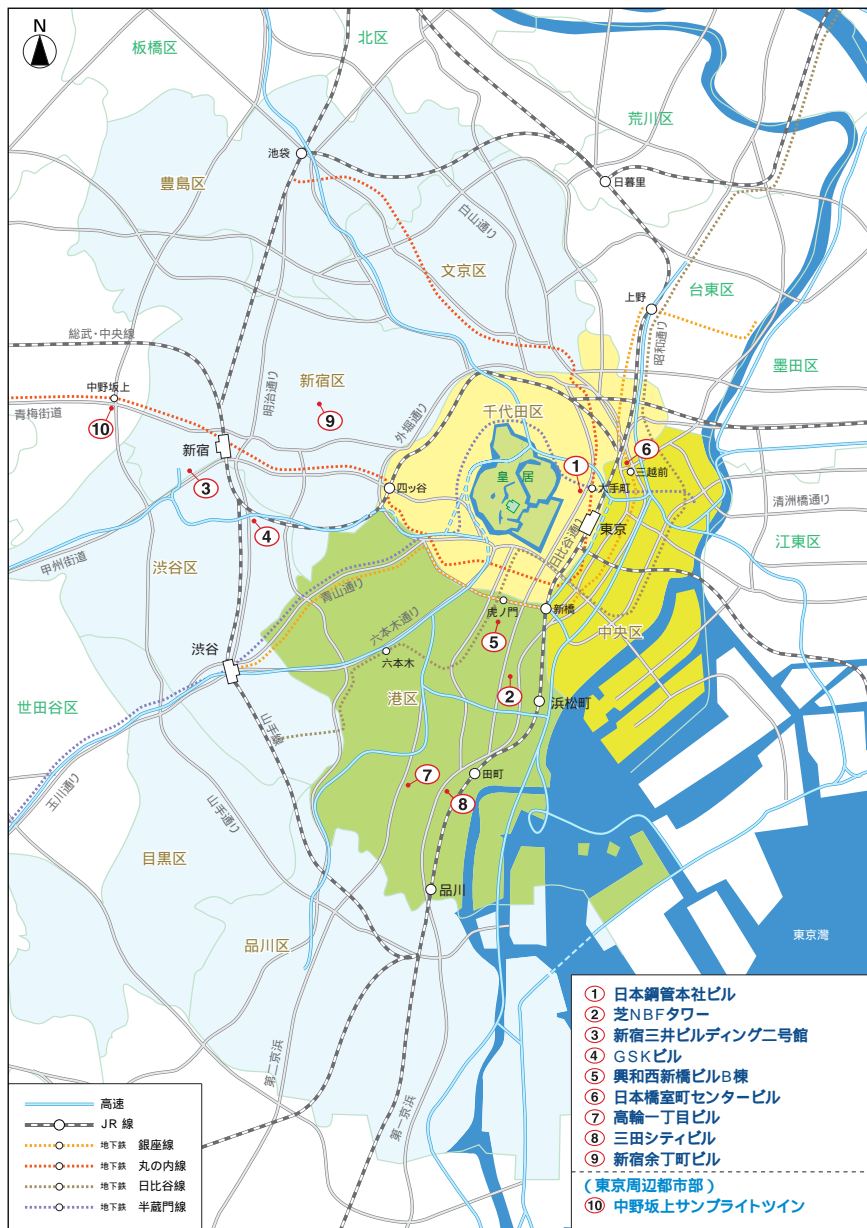 N
北区
板橋区
荒川区
池袋
日暮里
豊島区
白山通り
文京区
台東区
上野
昭和通り
総武・中央線
墨田区
新宿区
明治通り
中野坂上
外堀通り
千代田区
青梅街道
⑩
⑨
新宿
皇居
⑥
三越前
①
大手町
四ッ谷
③
清洲橋通り
④
東京
日比谷通り
江東区
甲州街道
渋谷区
青山通り
虎ノ門
新橋
⑤
六本木通り
中央区
渋谷
六本木
②
港区
浜松町
世田谷区
山手線
田町
⑦
⑧
玉川通り
山手通り
目黒区
品川
品川区
東京灣
第二京浜
第一京浜
① 日本鋼管本社ビル
② 芝NBFタワー
③ 新宿三井ビルディング二号館
④ GSKビル
⑤ 興和西新橋ビルB棟
⑥ 日本橋室町センタービル
⑦ 高輪一丁目ビル
⑧ 三田シティビル
⑨ 新宿余丁町ビル
(東京周辺都市部)
⑩ 中野坂上サンブライトツイン
高速
JR 線
地下鉄 銀座線
地下鉄 丸の内線
地下鉄 日比谷線
地下鉄 半蔵門線